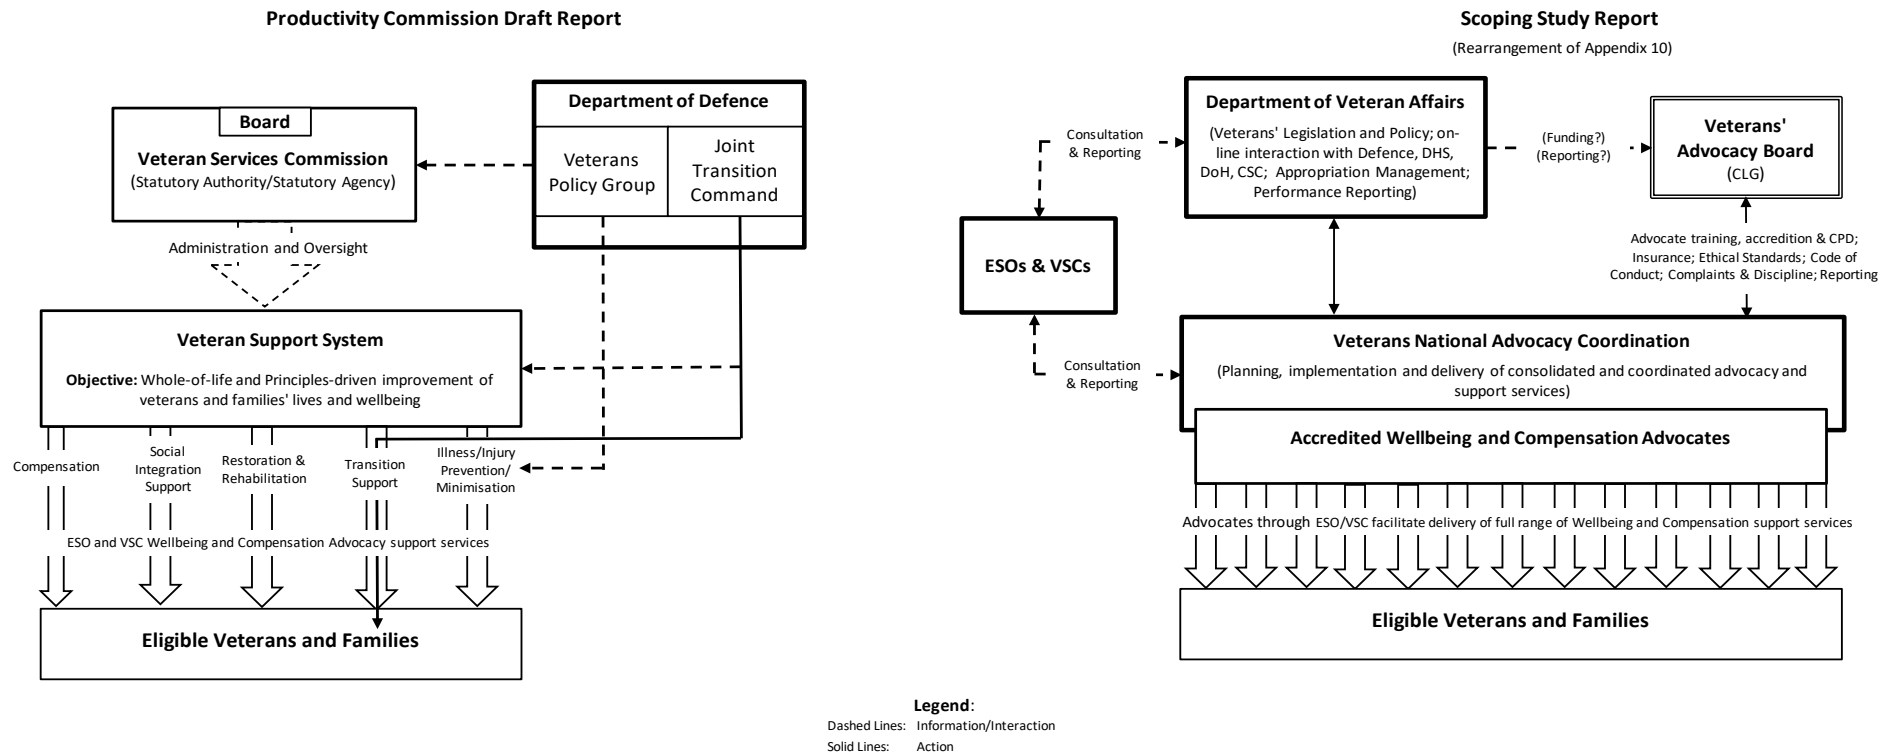 Productivity Commission Draft Report
Board
Veteran Services Commission
(Statutory Authority/Statutory Agency)
Administration and Oversight
Department of Defence
Veterans
Policy Group
Joint
Transition
Command
Veteran Support System
Objective: Whole-of-life and Principles-driven improvement of
veterans and families' lives and wellbeing
Compensation
Social
Integration
Support
Restoration &
Rehabilitation
Transition
Support
Illness/Injury
Prevention/
Minimisation
ESO and VSC Wellbeing and Compensation Advocacy support services
Eligible Veterans and Families
Scoping Study Report
(Rearrangement of Appendix 10)
Department of Veteran Affairs
(Veterans' Legislation and Policy; on-
line interaction with Defence, DHS,
DoH, CSC; Appropriation Management;
Performance Reporting)
Consultation
& Reporting
(Funding?)
(Reporting?)
Veterans'
Advocacy Board
(CLG)
ESOs & VSCs
Advocate training, accreditation & CPD;
Insurance; Ethical Standards; Code of
Conduct; Complaints & Discipline; Reporting
Consultation
& Reporting
Veterans National Advocacy Coordination
(Planning, implementation and delivery of consolidated and coordinated advocacy and
support services)
Accredited Wellbeing and Compensation Advocates
Advocates through ESO/VSC facilitate delivery of full range of Wellbeing and Compensation support services
Eligible Veterans and Families
Legend:
Dashed Lines: Information/Interaction
Solid Lines: Action